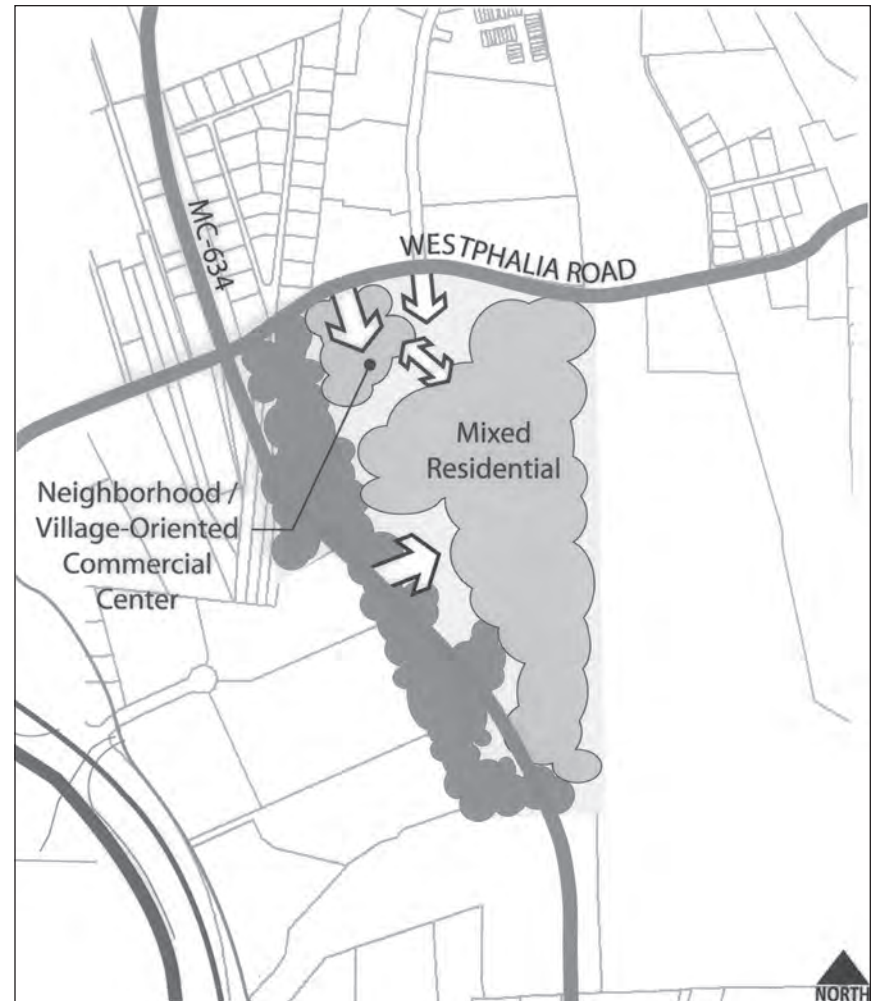 MC-634
WESTPHALIA ROAD
Mixed
Residential
Neighborhood /
Village-Oriented
Commercial
Center
NORTH